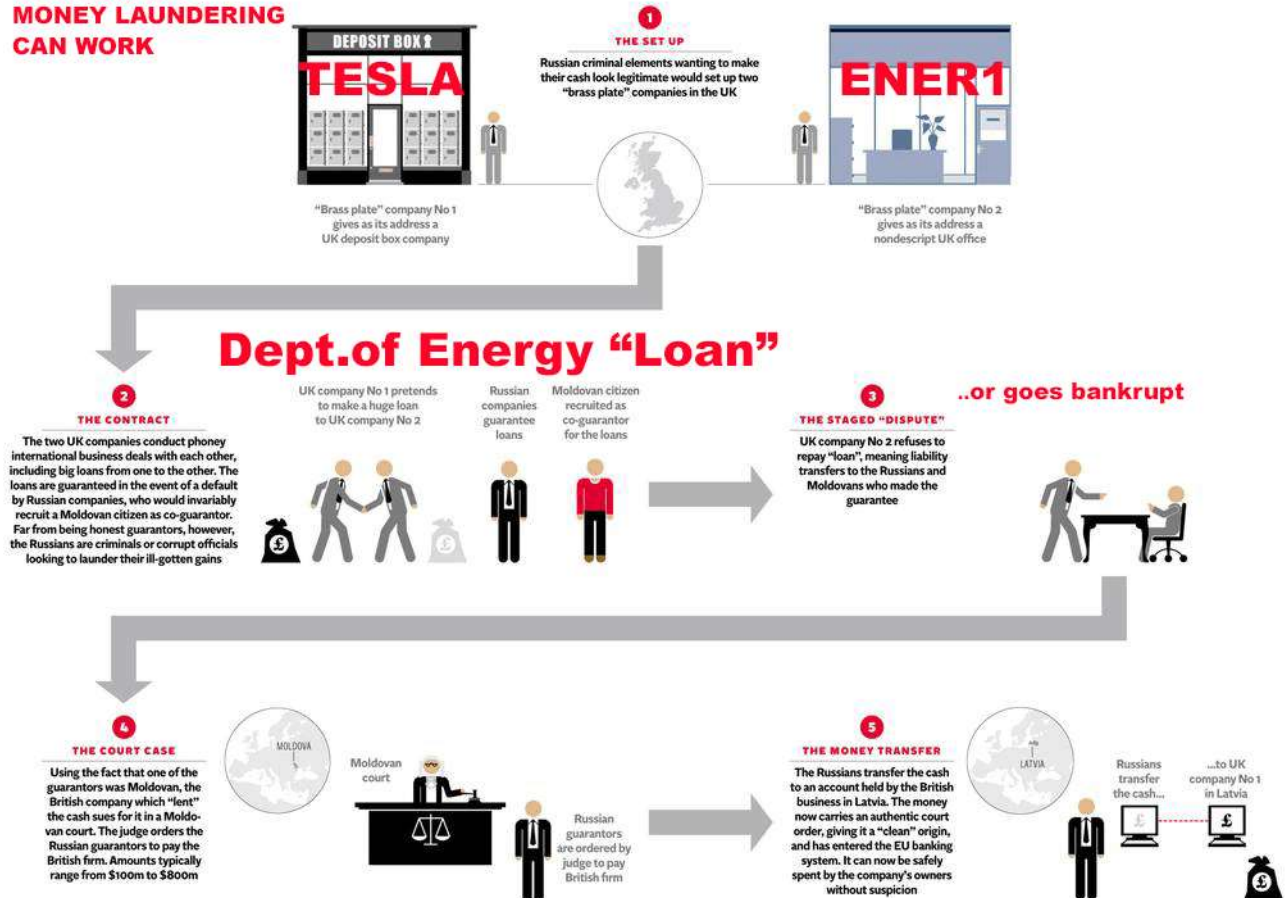 MONEY LAUNDERING
CAN WORK
DEPOSIT BOX
TESLA
"Brass plate" company No 1
gives as its address a
UK deposit box company
1
THE SET UP
Russian criminal elements wanting to make
their cash look legitimate would set up two
"brass plate" companies in the UK
ENER1
"Brass plate" company No 2
gives as its address a
nondescript UK office
Dept.of Energy “Loan”
2
THE CONTRACT
The two UK companies conduct phoney
international business deals with each other,
including big loans from one to the other. The
loans are guaranteed in the event of a default
by Russian companies, who would invariably
recruit a Moldovan citizen as co-guarantor.
Far from being honest guarantors, however,
the Russians are criminals or corrupt officials
looking to launder their ill-gotten gains
UK company No 1 pretends
to make a huge loan
to UK company No 2
Russian
companies
guarantee
loans
Moldovan citizen
recruited as
co-guarantor
for the loans
£
£
..or goes bankrupt
3
THE STAGED "DISPUTE"
UK company No 2 refuses to
repay "loan", meaning liability
transfers to the Russians and
Moldovans who made the
guarantee
4
THE COURT CASE
Using the fact that one of the
guarantors was Moldovan, the
British company which "lent"
the cash sues for it in a Moldo-
van court. The judge orders the
Russian guarantors to pay the
British firm. Amounts typically
range from $100m to $800m
MOLDOVA
Moldovan
court
Russian
guarantors
are ordered by
judge to pay
British firm
5
THE MONEY TRANSFER
The Russians transfer the cash
to an account held by the British
business in Latvia. The money
now carries an authentic court
order, giving it a "clean" origin,
and has entered the EU banking
system. It can now be safely
spent by the company's owners
without suspicion
LATVIA
Russians
transfer
the cash...
...to UK
company No 1
in Latvia
£
£
£